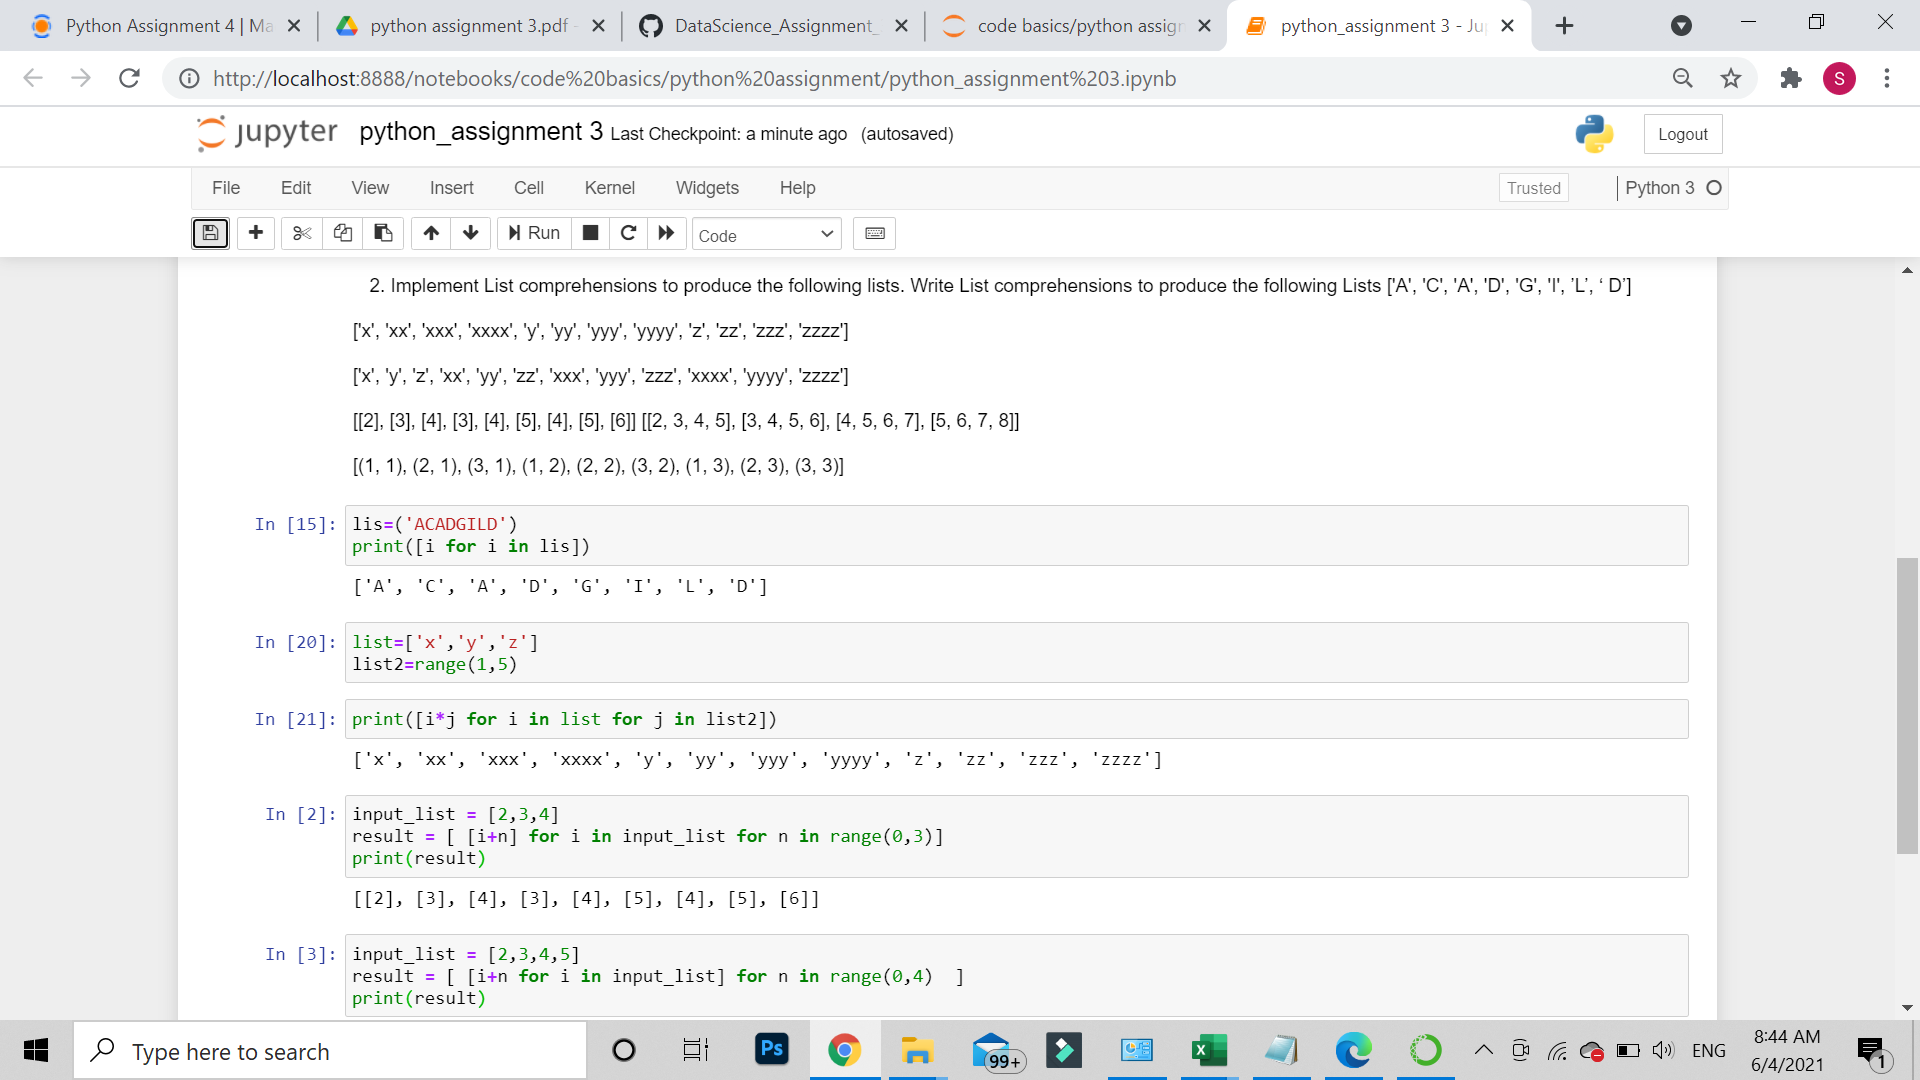 Python Assignment 4 | Ma
python assignment 3.pdf -
DataScience_Assignment_
code basics/python assign
python_assignment 3 - Ju
http://localhost:8888/notebooks/code%20basics/python%20assignment/python_assignment%203.ipynb
S
jupyter python_assignment 3 Last Checkpoint: a minute ago (autosaved)
Logout
File Edit View Insert Cell Kernel Widgets Help
Trusted
Python 3
Run
Code
2. Implement List comprehensions to produce the following lists. Write List comprehensions to produce the following Lists ['A', 'C', 'A', 'D', 'G', 'I', ’L’, ‘ D’]
['x', 'xx', 'xxx', 'xxxx', 'y', 'yy', 'yyy', 'yyyy', 'z', 'zz', 'zzz', 'zzzz']
['x', 'y', 'z', 'xx', 'yy', 'zz', 'xxx', 'yyy', 'zzz', 'xxxx', 'yyyy', 'zzzz']
[[2], [3], [4], [3], [4], [5], [4], [5], [6]] [[2, 3, 4, 5], [3, 4, 5, 6], [4, 5, 6, 7], [5, 6, 7, 8]]
[(1, 1), (2, 1), (3, 1), (1, 2), (2, 2), (3, 2), (1, 3), (2, 3), (3, 3)]
In [15]: lis=('ACADGILD')
print([i for i in lis])
['A', 'C', 'A', 'D', 'G', 'I', 'L', 'D']
In [20]: list=['x','y','z']
list2=range(1,5)
In [21]: print([i*j for i in list for j in list2])
['x', 'xx', 'xxx', 'xxxx', 'y', 'yy', 'yyy', 'yyyy', 'z', 'zz', 'zzz', 'zzzz']
In [2]: input_list = [2,3,4]
result = [ [i+n] for i in input_list for n in range(0,3)]
print(result)
[[2], [3], [4], [3], [4], [5], [4], [5], [6]]
In [3]: input_list = [2,3,4,5]
result = [ [i+n for i in input_list] for n in range(0,4)  ]
print(result)
Type here to search
Ps
99+
X
ENG
8:44 AM
6/4/2021
1